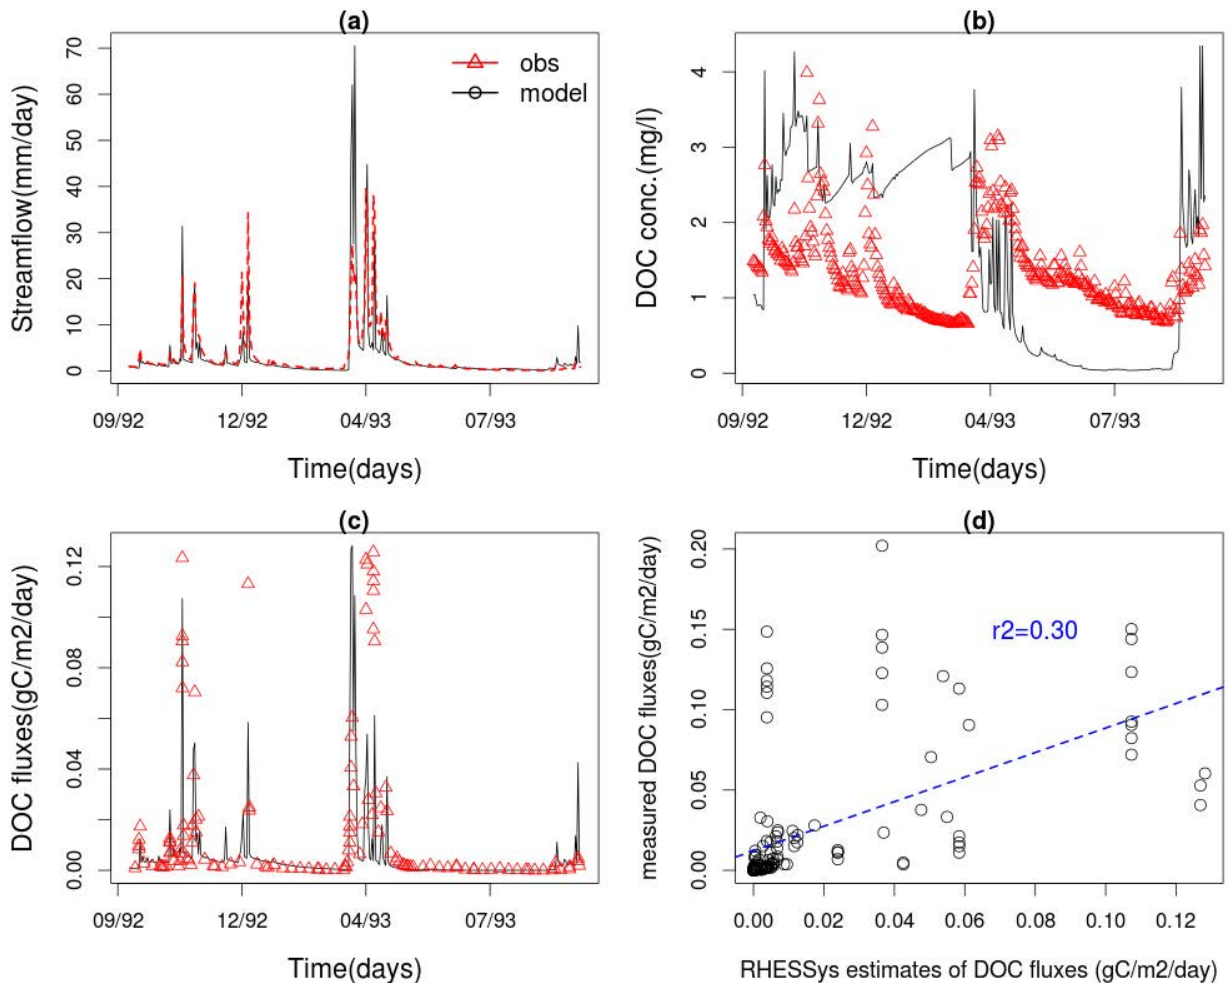 (a)
Streamflow(mm/day)
70
60
50
40
30
20
10
0
obs
model
09/92 12/92 04/93 07/93
Time(days)
(b)
DOC conc.(mg/l)
4
3
2
1
0
09/92 12/92 04/93 07/93
Time(days)
(c)
DOC fluxes(gC/m2/day)
0.12
0.08
0.04
0.00
09/92 12/92 04/93 07/93
Time(days)
(d)
measured DOC fluxes(gC/m2/day)
0.20
0.15
0.10
0.05
0.00
r2=0.30
0.00 0.02 0.04 0.06 0.08 0.10 0.12
RHESSys estimates of DOC fluxes (gC/m2/day)